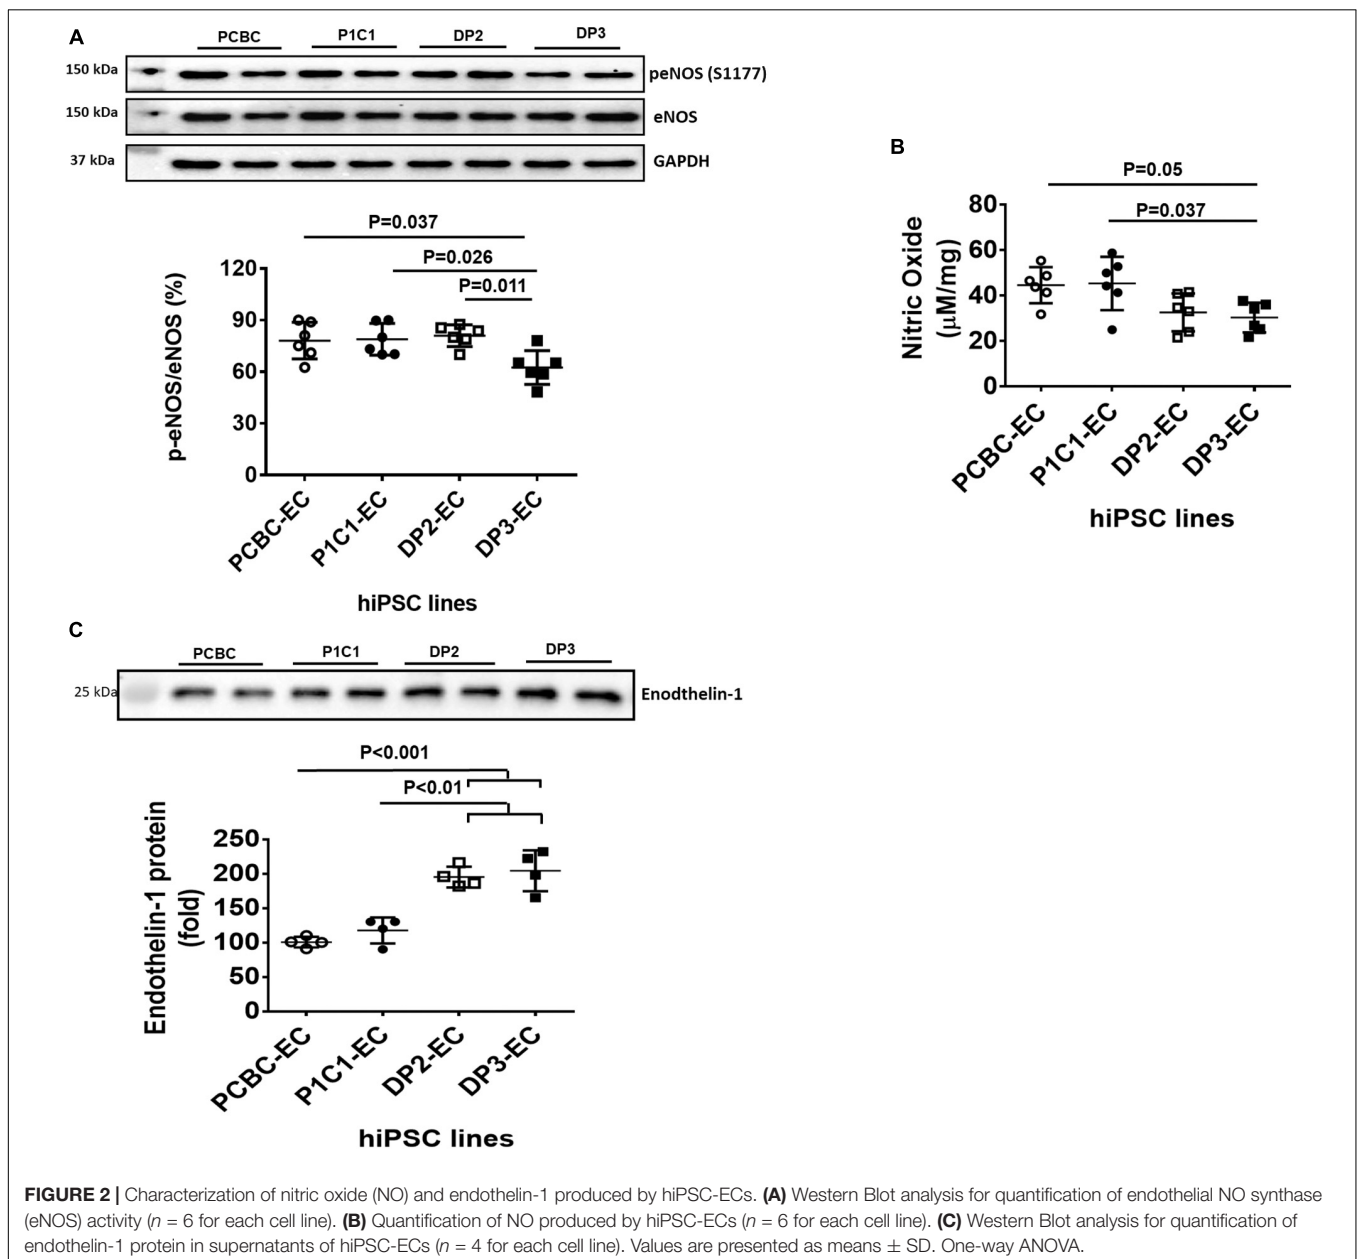 A
PCBC P1C1 DP2 DP3
150 kDa peNOS (S1177)
150 kDa eNOS
37 kDa GAPDH
P=0.037
P=0.026
P=0.011
p-eNOS/eNOS (%)
120
90
60
30
0
PCBC-EC P1C1-EC DP2-EC DP3-EC
hiPSC lines
B
P=0.05
P=0.037
Nitric Oxide
(µM/mg)
80
60
40
20
0
PCBC-EC P1C1-EC DP2-EC DP3-EC
hiPSC lines
C
PCBC P1C1 DP2 DP3
25 kDa Enodthelin-1
P<0.001
P<0.01
Endothelin-1 protein
(fold)
250
200
150
100
50
0
PCBC-EC P1C1-EC DP2-EC DP3-EC
hiPSC lines
FIGURE 2 | Characterization of nitric oxide (NO) and endothelin-1 produced by hiPSC-ECs. (A) Western Blot analysis for quantification of endothelial NO synthase
(eNOS) activity (n = 6 for each cell line). (B) Quantification of NO produced by hiPSC-ECs (n = 6 for each cell line). (C) Western Blot analysis for quantification of
endothelin-1 protein in supernatants of hiPSC-ECs (n = 4 for each cell line). Values are presented as means ± SD. One-way ANOVA.